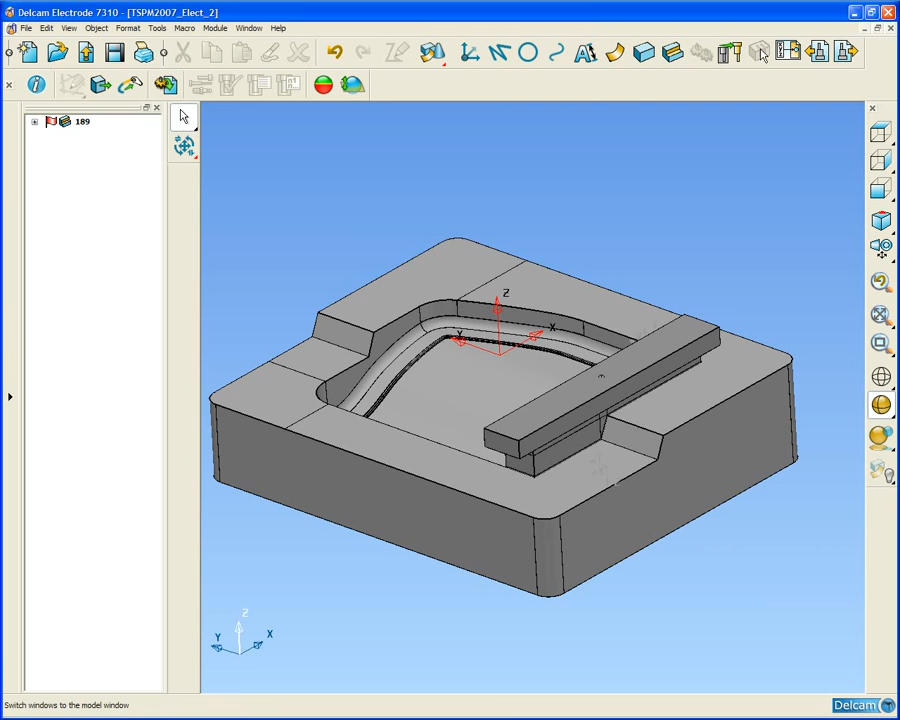 Delcam Electrode 7310 - [TSPM2007_Elect_2]
File Edit View Object Format Tools Macro Module Window Help
189
Z
X
Y
Z
Y
X
Switch windows to the model window
Delcam